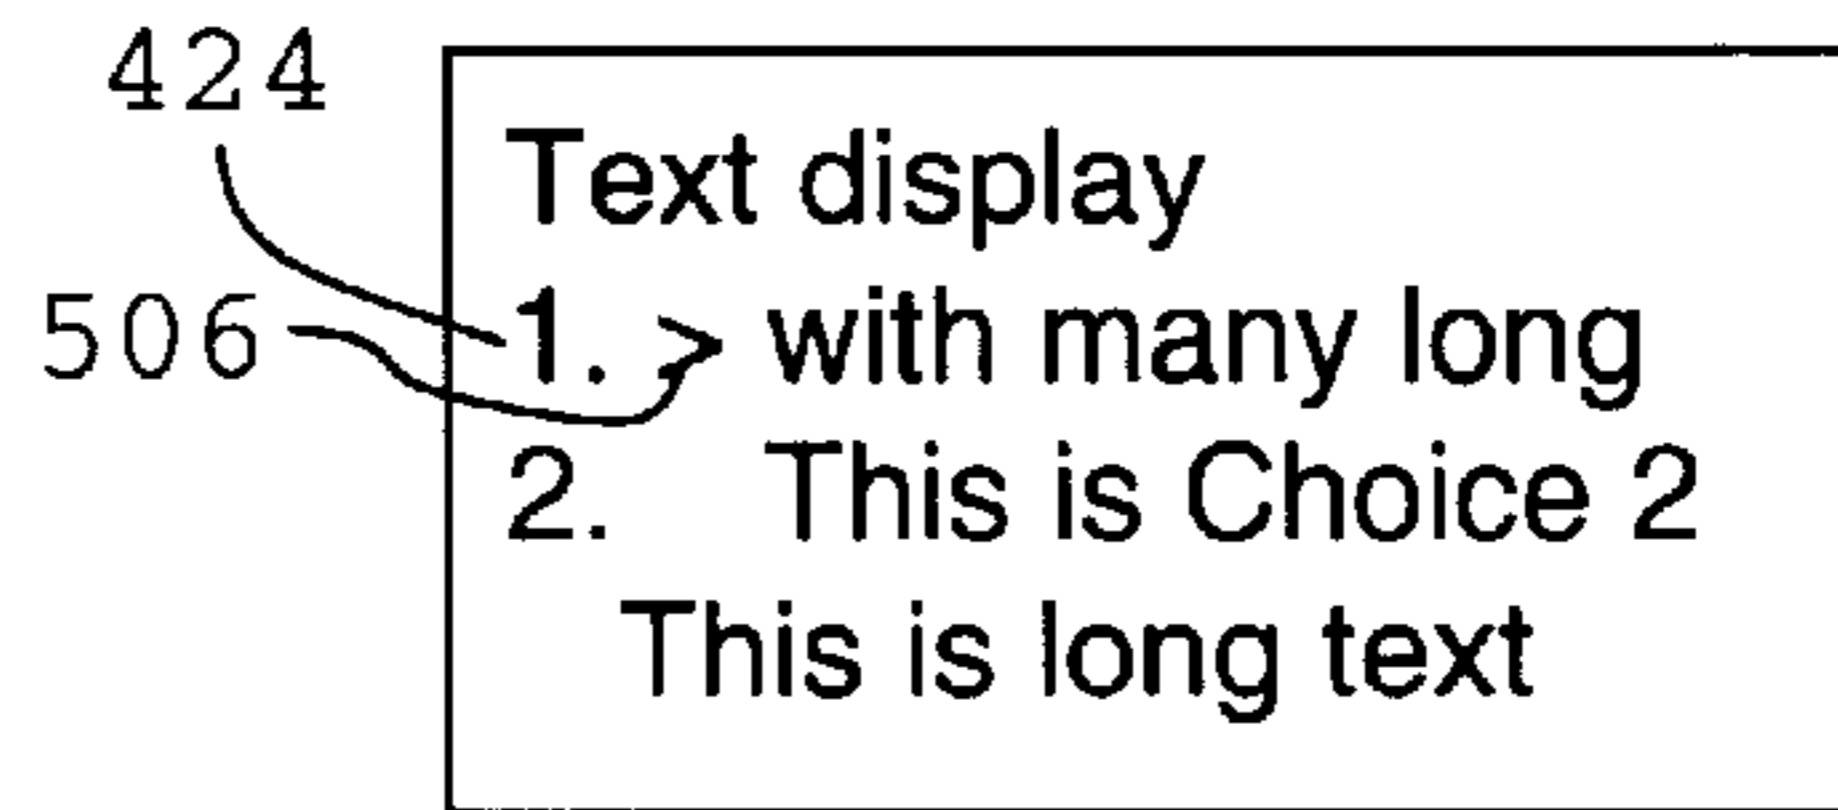 424
Text display
506
1. > with many long
2. This is Choice 2
This is long text